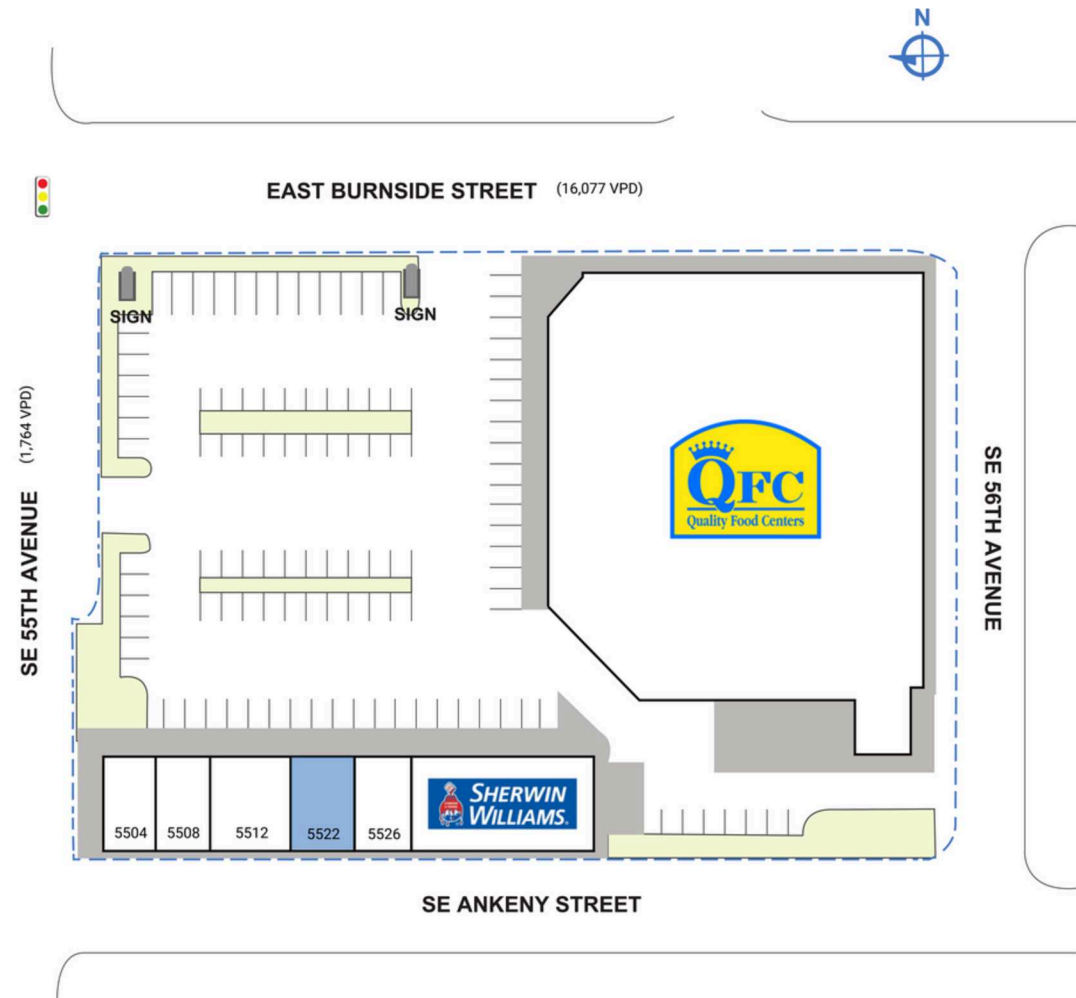 N
EAST BURNSIDE STREET (16,077 VPD)
SIGN
SIGN
SE 55TH AVENUE (1,764 VPD)
QFC
Quality Food Centers
SE 56TH AVENUE
5504
5508
5512
5522
5526
SHERWIN
WILLIAMS.
SE ANKENY STREET